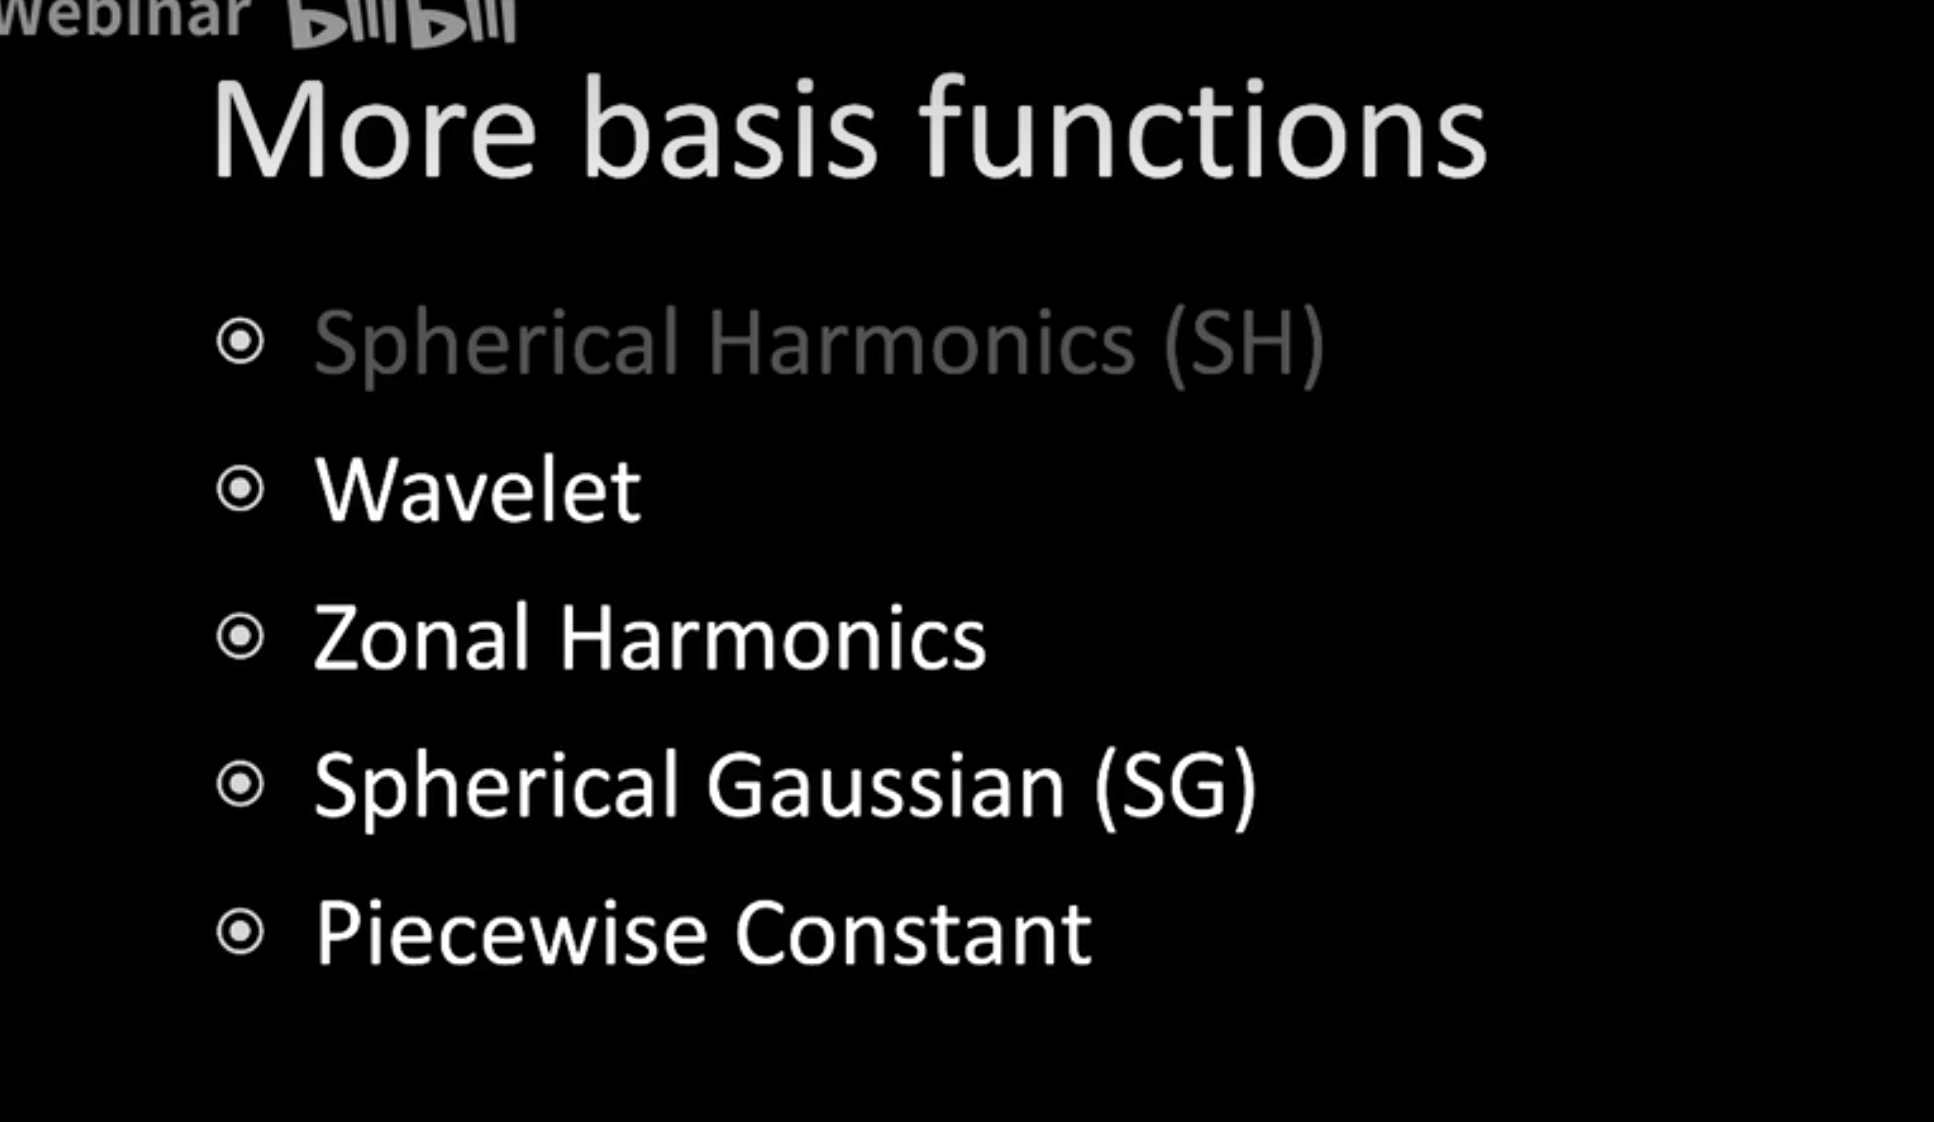 Webinar bilibili
More basis functions
Spherical Harmonics (SH)
Wavelet
Zonal Harmonics
Spherical Gaussian (SG)
Piecewise Constant